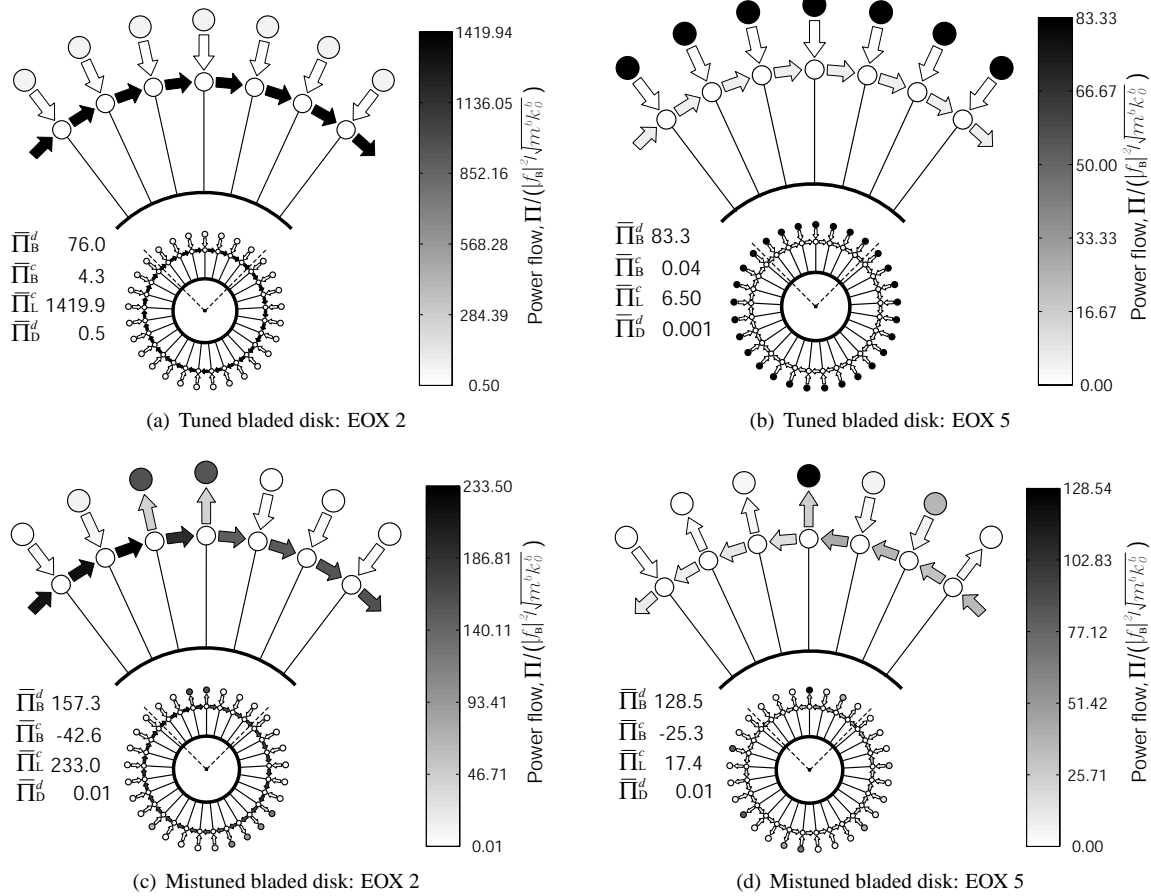 1419.94
1136.05
852.16
568.28
284.39
0.50
Power flow, Π/(|f_B|²/√m^b k_0^b)
Π̅_B^d 76.0
Π̅_B^c 4.3
Π̅_L^c 1419.9
Π̅_D^d 0.5
(a) Tuned bladed disk: EOX 2
83.33
66.67
50.00
33.33
16.67
0.00
Power flow, Π/(|f_B|²/√m^b k_0^b)
Π̅_B^d 83.3
Π̅_B^c 0.04
Π̅_L^c 6.50
Π̅_D^d 0.001
(b) Tuned bladed disk: EOX 5
233.50
186.81
140.11
93.41
46.71
0.01
Power flow, Π/(|f_B|²/√m^b k_0^b)
Π̅_B^d 157.3
Π̅_B^c -42.6
Π̅_L^c 233.0
Π̅_D^d 0.01
(c) Mistuned bladed disk: EOX 2
128.54
102.83
77.12
51.42
25.71
0.00
Power flow, Π/(|f_B|²/√m^b k_0^b)
Π̅_B^d 128.5
Π̅_B^c -25.3
Π̅_L^c 17.4
Π̅_D^d 0.01
(d) Mistuned bladed disk: EOX 5